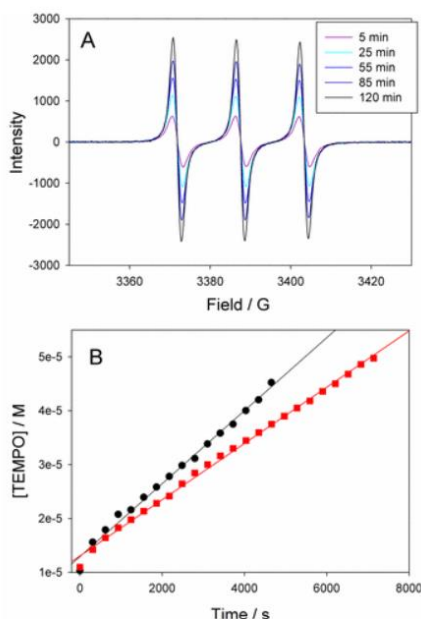 A
5 min
25 min
55 min
85 min
120 min
3000
2000
1000
0
-1000
-2000
-3000
Intensity
3360
3380
3400
3420
Field / G
B
5e-5
4e-5
3e-5
2e-5
1e-5
[TEMPO] / M
0
2000
4000
6000
8000
Time / s